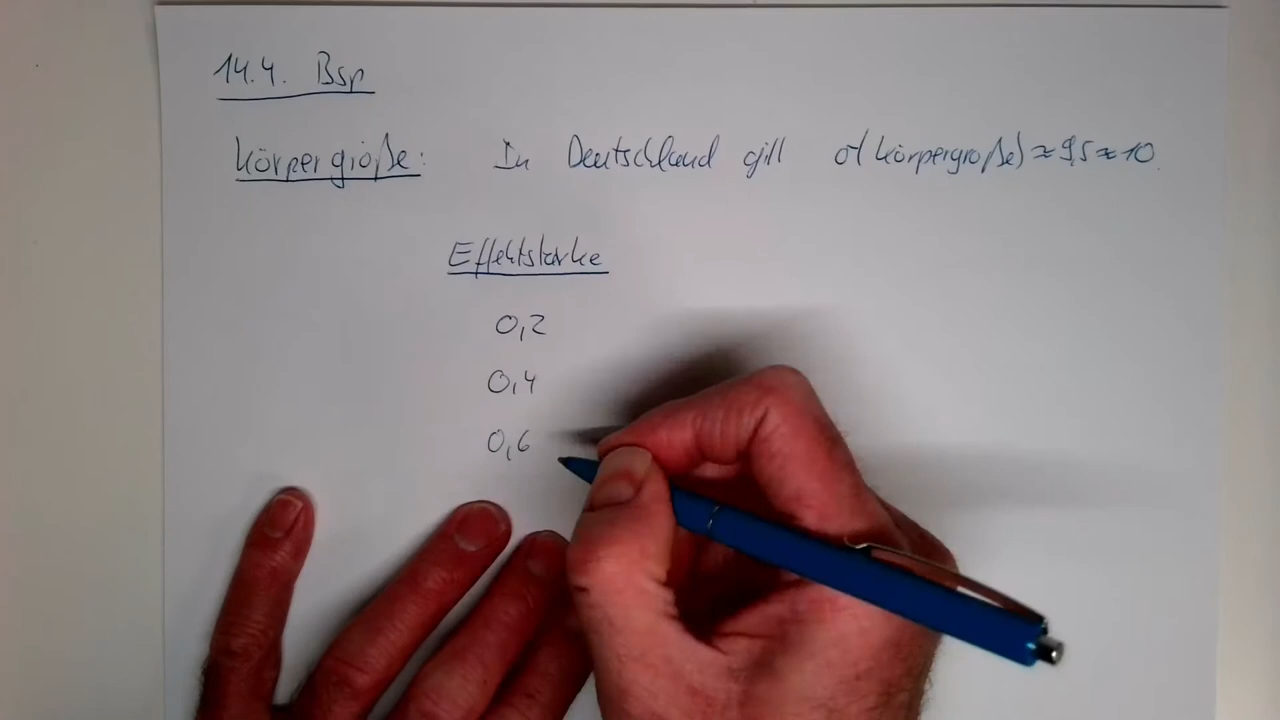 14.4. Bsp
Körpergröße: In Deutschland gilt σ(Körpergröße) ≈ 9,5 ≈ 10
Effektstärke
0,2
0,4
0,6